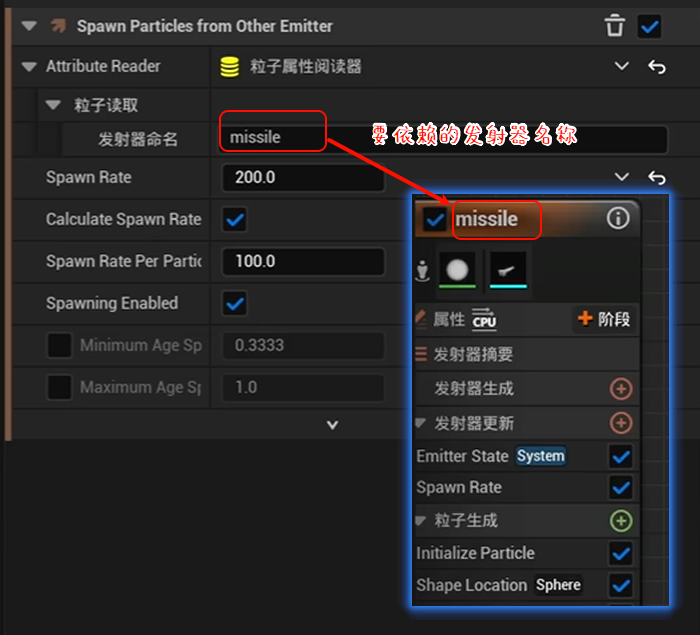 Spawn Particles from Other Emitter
Attribute Reader
粒子属性阅读器
粒子读取
发射器命名
missile
要依赖的发射器名称
Spawn Rate
200.0
Calculate Spawn Rate
Spawn Rate Per Partic
100.0
Spawning Enabled
Minimum Age Sp
0.3333
Maximum Age Sp
1.0
missile
属性
CPU
阶段
发射器摘要
发射器生成
发射器更新
Emitter State System
Spawn Rate
粒子生成
Initialize Particle
Shape Location Sphere